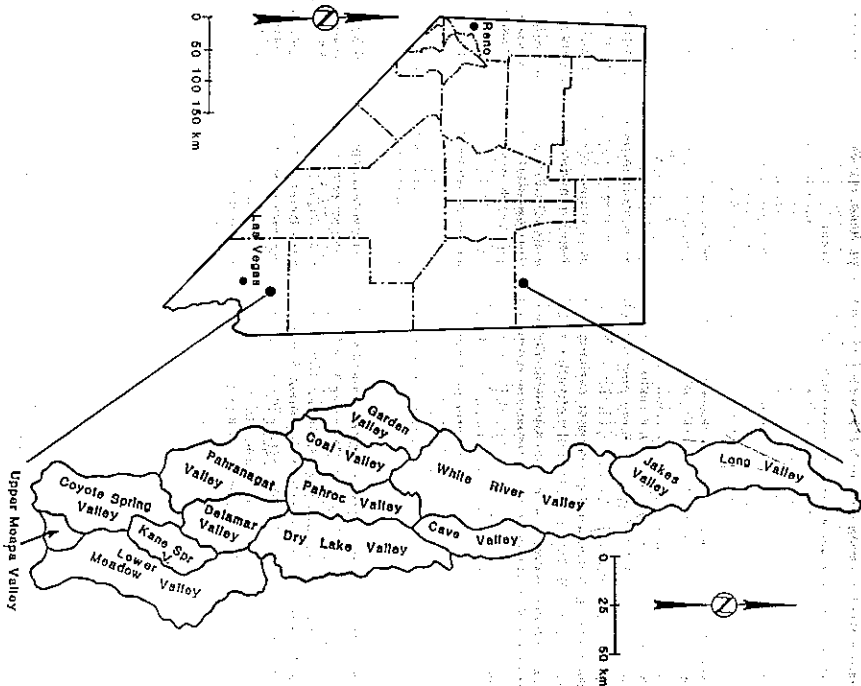 0
50
100
150 km
N
Reno
Las Vegas
Garden
Valley
Coal Valley
Pahranagat
Valley
Pahroc Valley
White River Valley
Jakes
Valley
Long Valley
Coyote Spring
Valley
Delamar
Valley
Kane Spr
V.
Dry Lake Valley
Cave Valley
Lower Valley
Meadow
Upper Moapa Valley
0
25
50 km
N